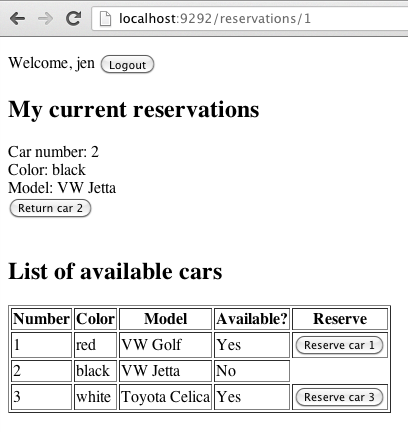 localhost:9292/reservations/1
Welcome, jen Logout
My current reservations
Car number: 2
Color: black
Model: VW Jetta
Return car 2
List of available cars
Number Color Model Available? Reserve
1 red VW Golf Yes Reserve car 1
2 black VW Jetta No
3 white Toyota Celica Yes Reserve car 3